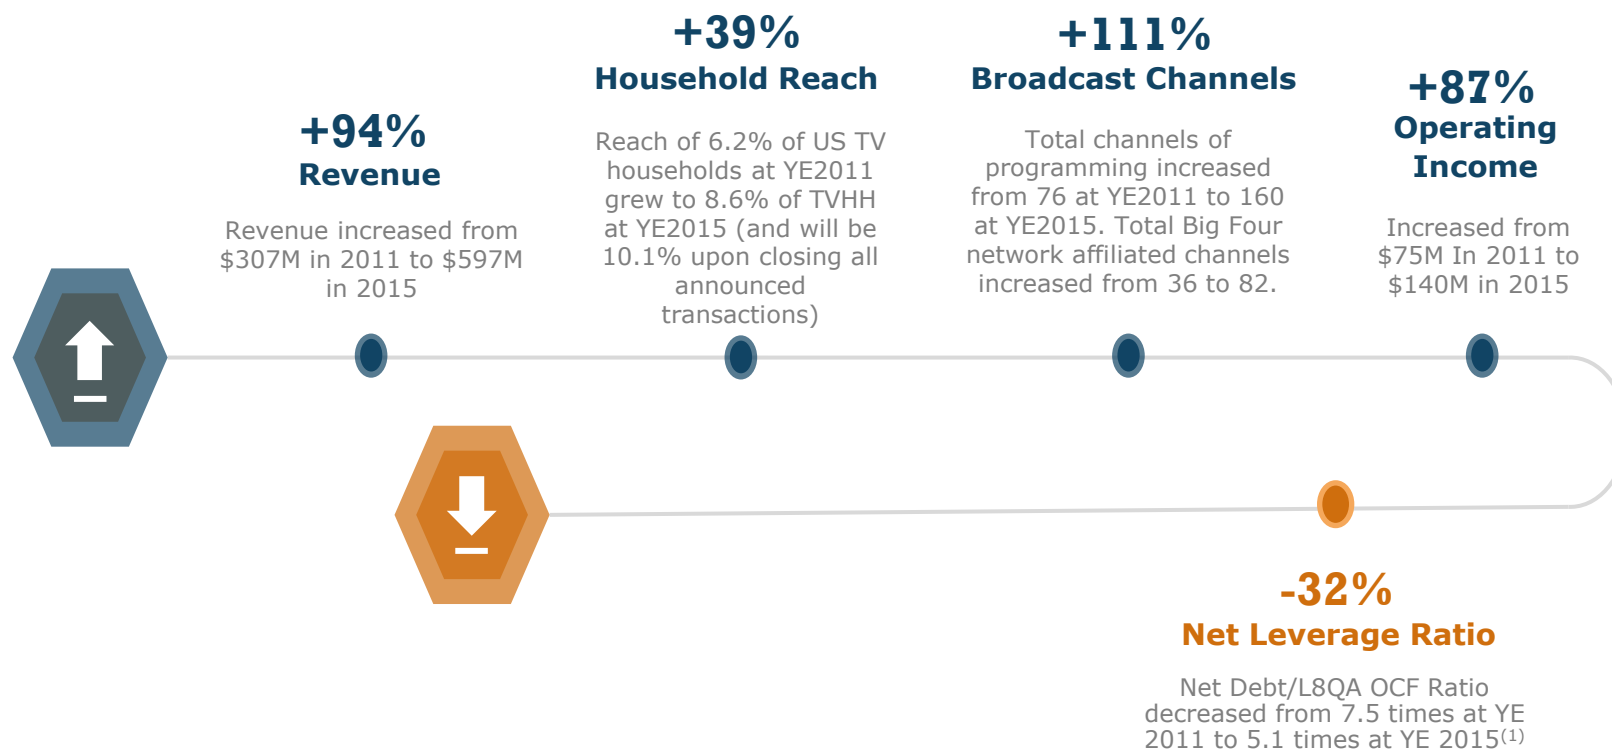 +94%
Revenue
Revenue increased from
$307M in 2011 to $597M
in 2015
+39%
Household Reach
Reach of 6.2% of US TV
households at YE2011
grew to 8.6% of TVHH
at YE2015 (and will be
10.1% upon closing all
announced
transactions)
+111%
Broadcast Channels
Total channels of
programming increased
from 76 at YE2011 to 160
at YE2015. Total Big Four
network affiliated channels
increased from 36 to 82.
+87%
Operating
Income
Increased from
$75M In 2011 to
$140M in 2015
-32%
Net Leverage Ratio
Net Debt/L8QA OCF Ratio
decreased from 7.5 times at YE
2011 to 5.1 times at YE 2015(1)